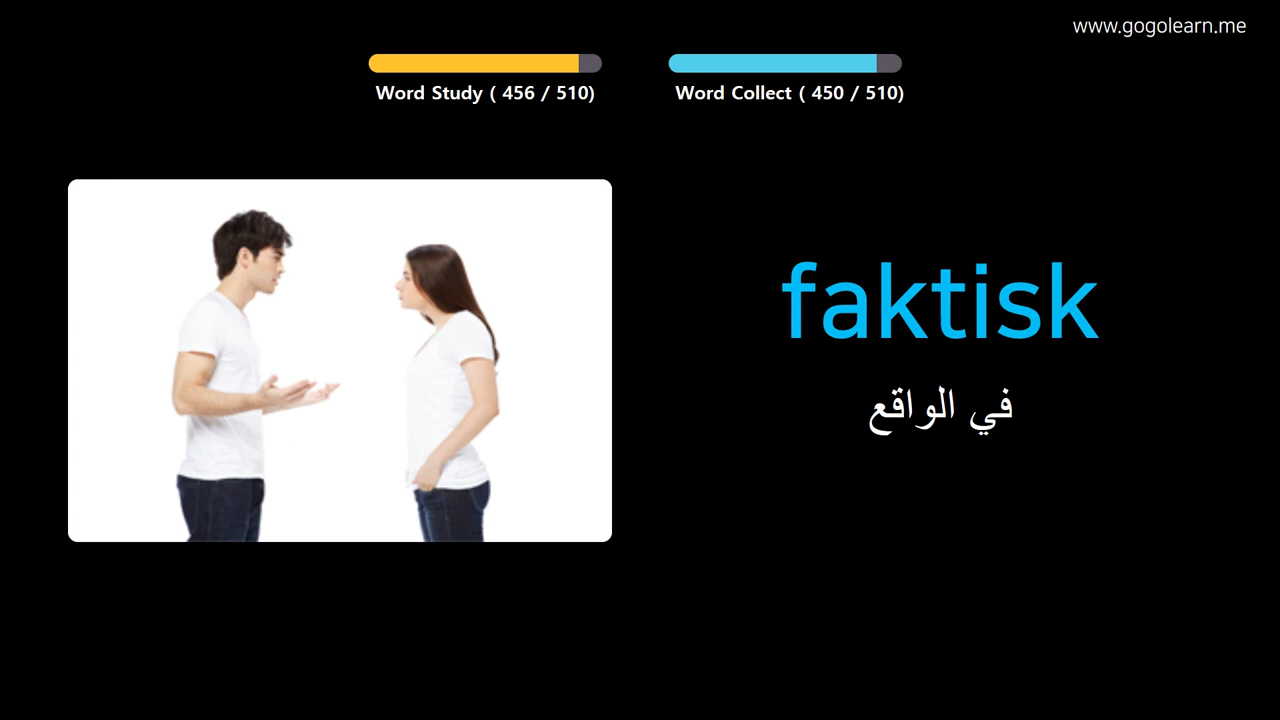 www.gogolearn.me
Word Study ( 456 / 510)
Word Collect ( 450 / 510)
faktisk
في الواقع